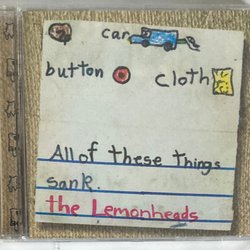 car
button cloth
All of these things
sank.
the Lemonheads